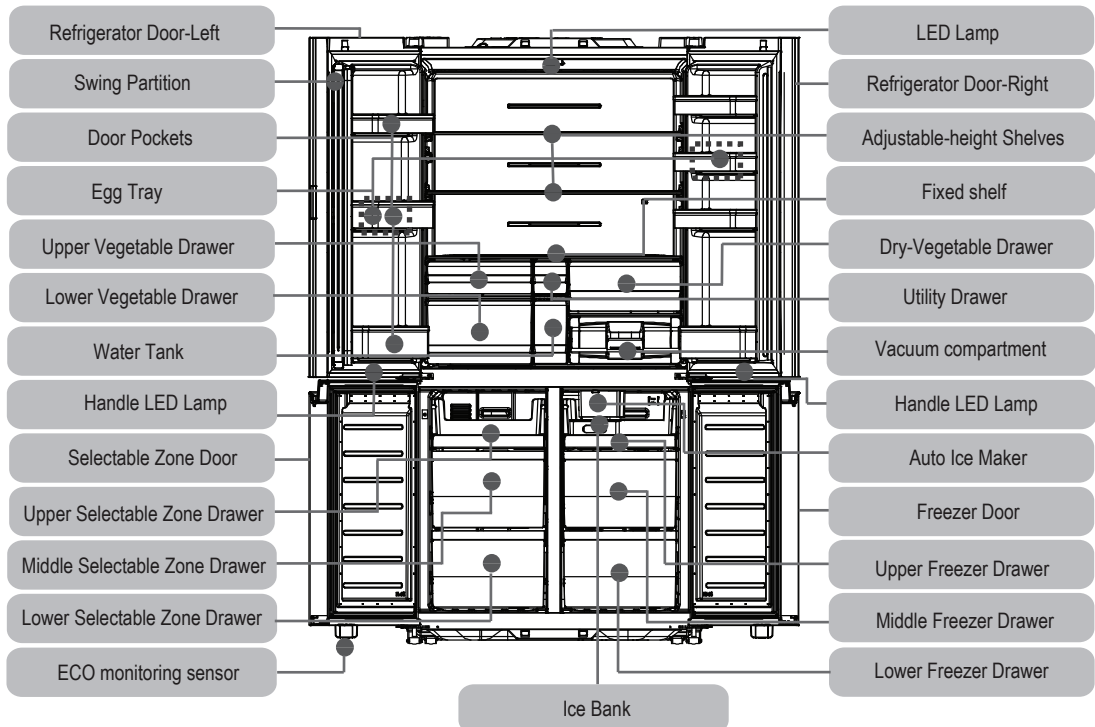 Refrigerator Door-Left
Swing Partition
Door Pockets
Egg Tray
Upper Vegetable Drawer
Lower Vegetable Drawer
Water Tank
Handle LED Lamp
Selectable Zone Door
Upper Selectable Zone Drawer
Middle Selectable Zone Drawer
Lower Selectable Zone Drawer
ECO monitoring sensor
LED Lamp
Refrigerator Door-Right
Adjustable-height Shelves
Fixed shelf
Dry-Vegetable Drawer
Utility Drawer
Vacuum compartment
Handle LED Lamp
Auto Ice Maker
Freezer Door
Upper Freezer Drawer
Middle Freezer Drawer
Lower Freezer Drawer
Ice Bank